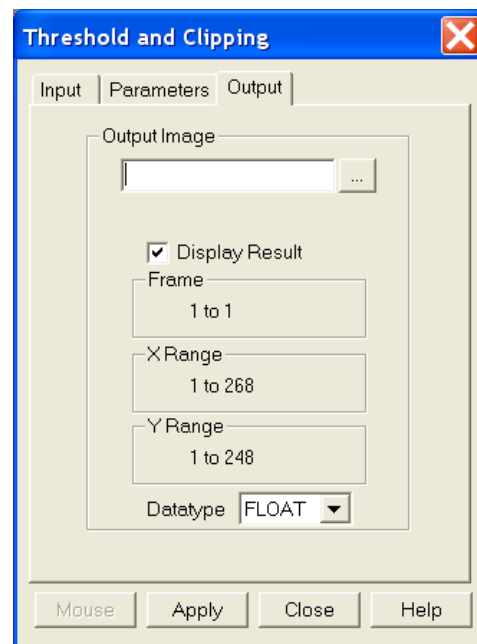 Threshold and Clipping
Input Parameters Output
Output Image
...
Display Result
Frame
1 to 1
X Range
1 to 268
Y Range
1 to 248
Datatype FLOAT
Mouse Apply Close Help